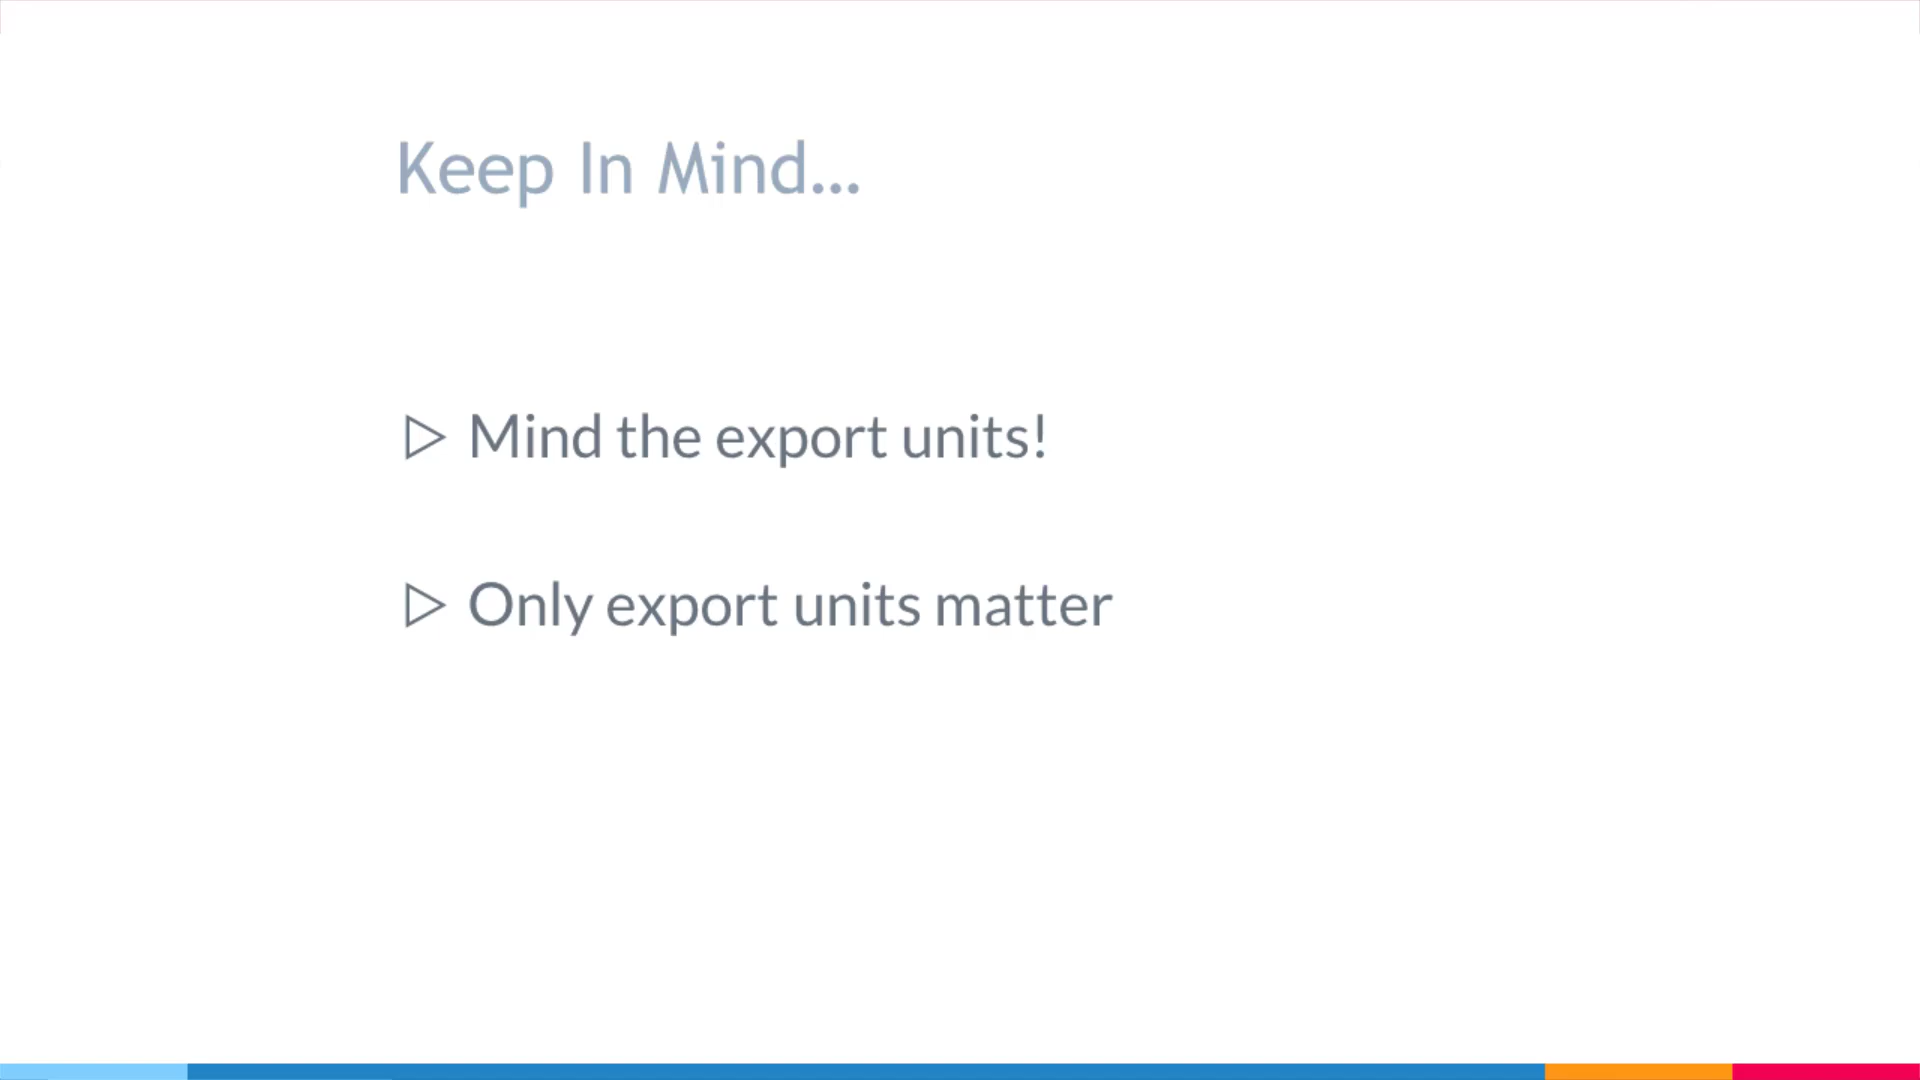 Keep In Mind...
▷ Mind the export units!
▷ Only export units matter